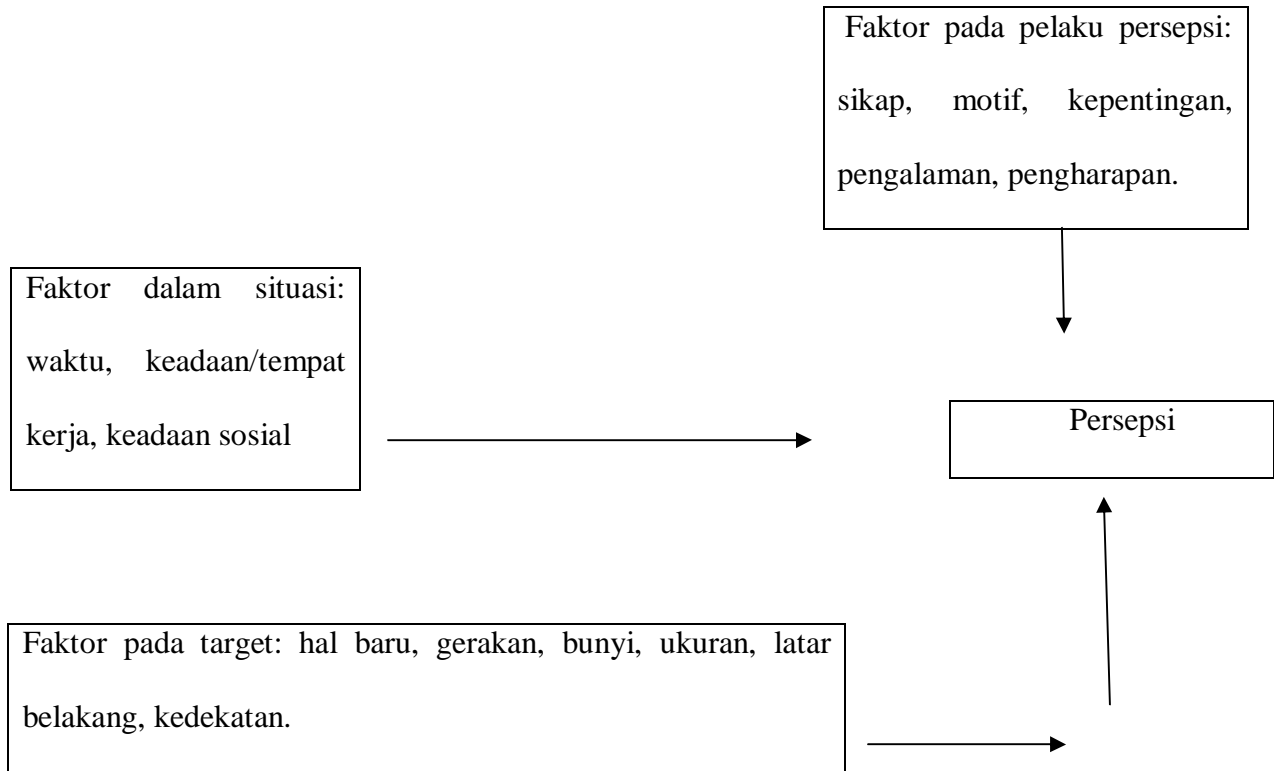 Faktor pada pelaku persepsi:
sikap, motif, kepentingan,
pengalaman, pengharapan.
Faktor dalam situasi:
waktu, keadaan/tempat
kerja, keadaan sosial
Persepsi
Faktor pada target: hal baru, gerakan, bunyi, ukuran, latar
belakang, kedekatan.